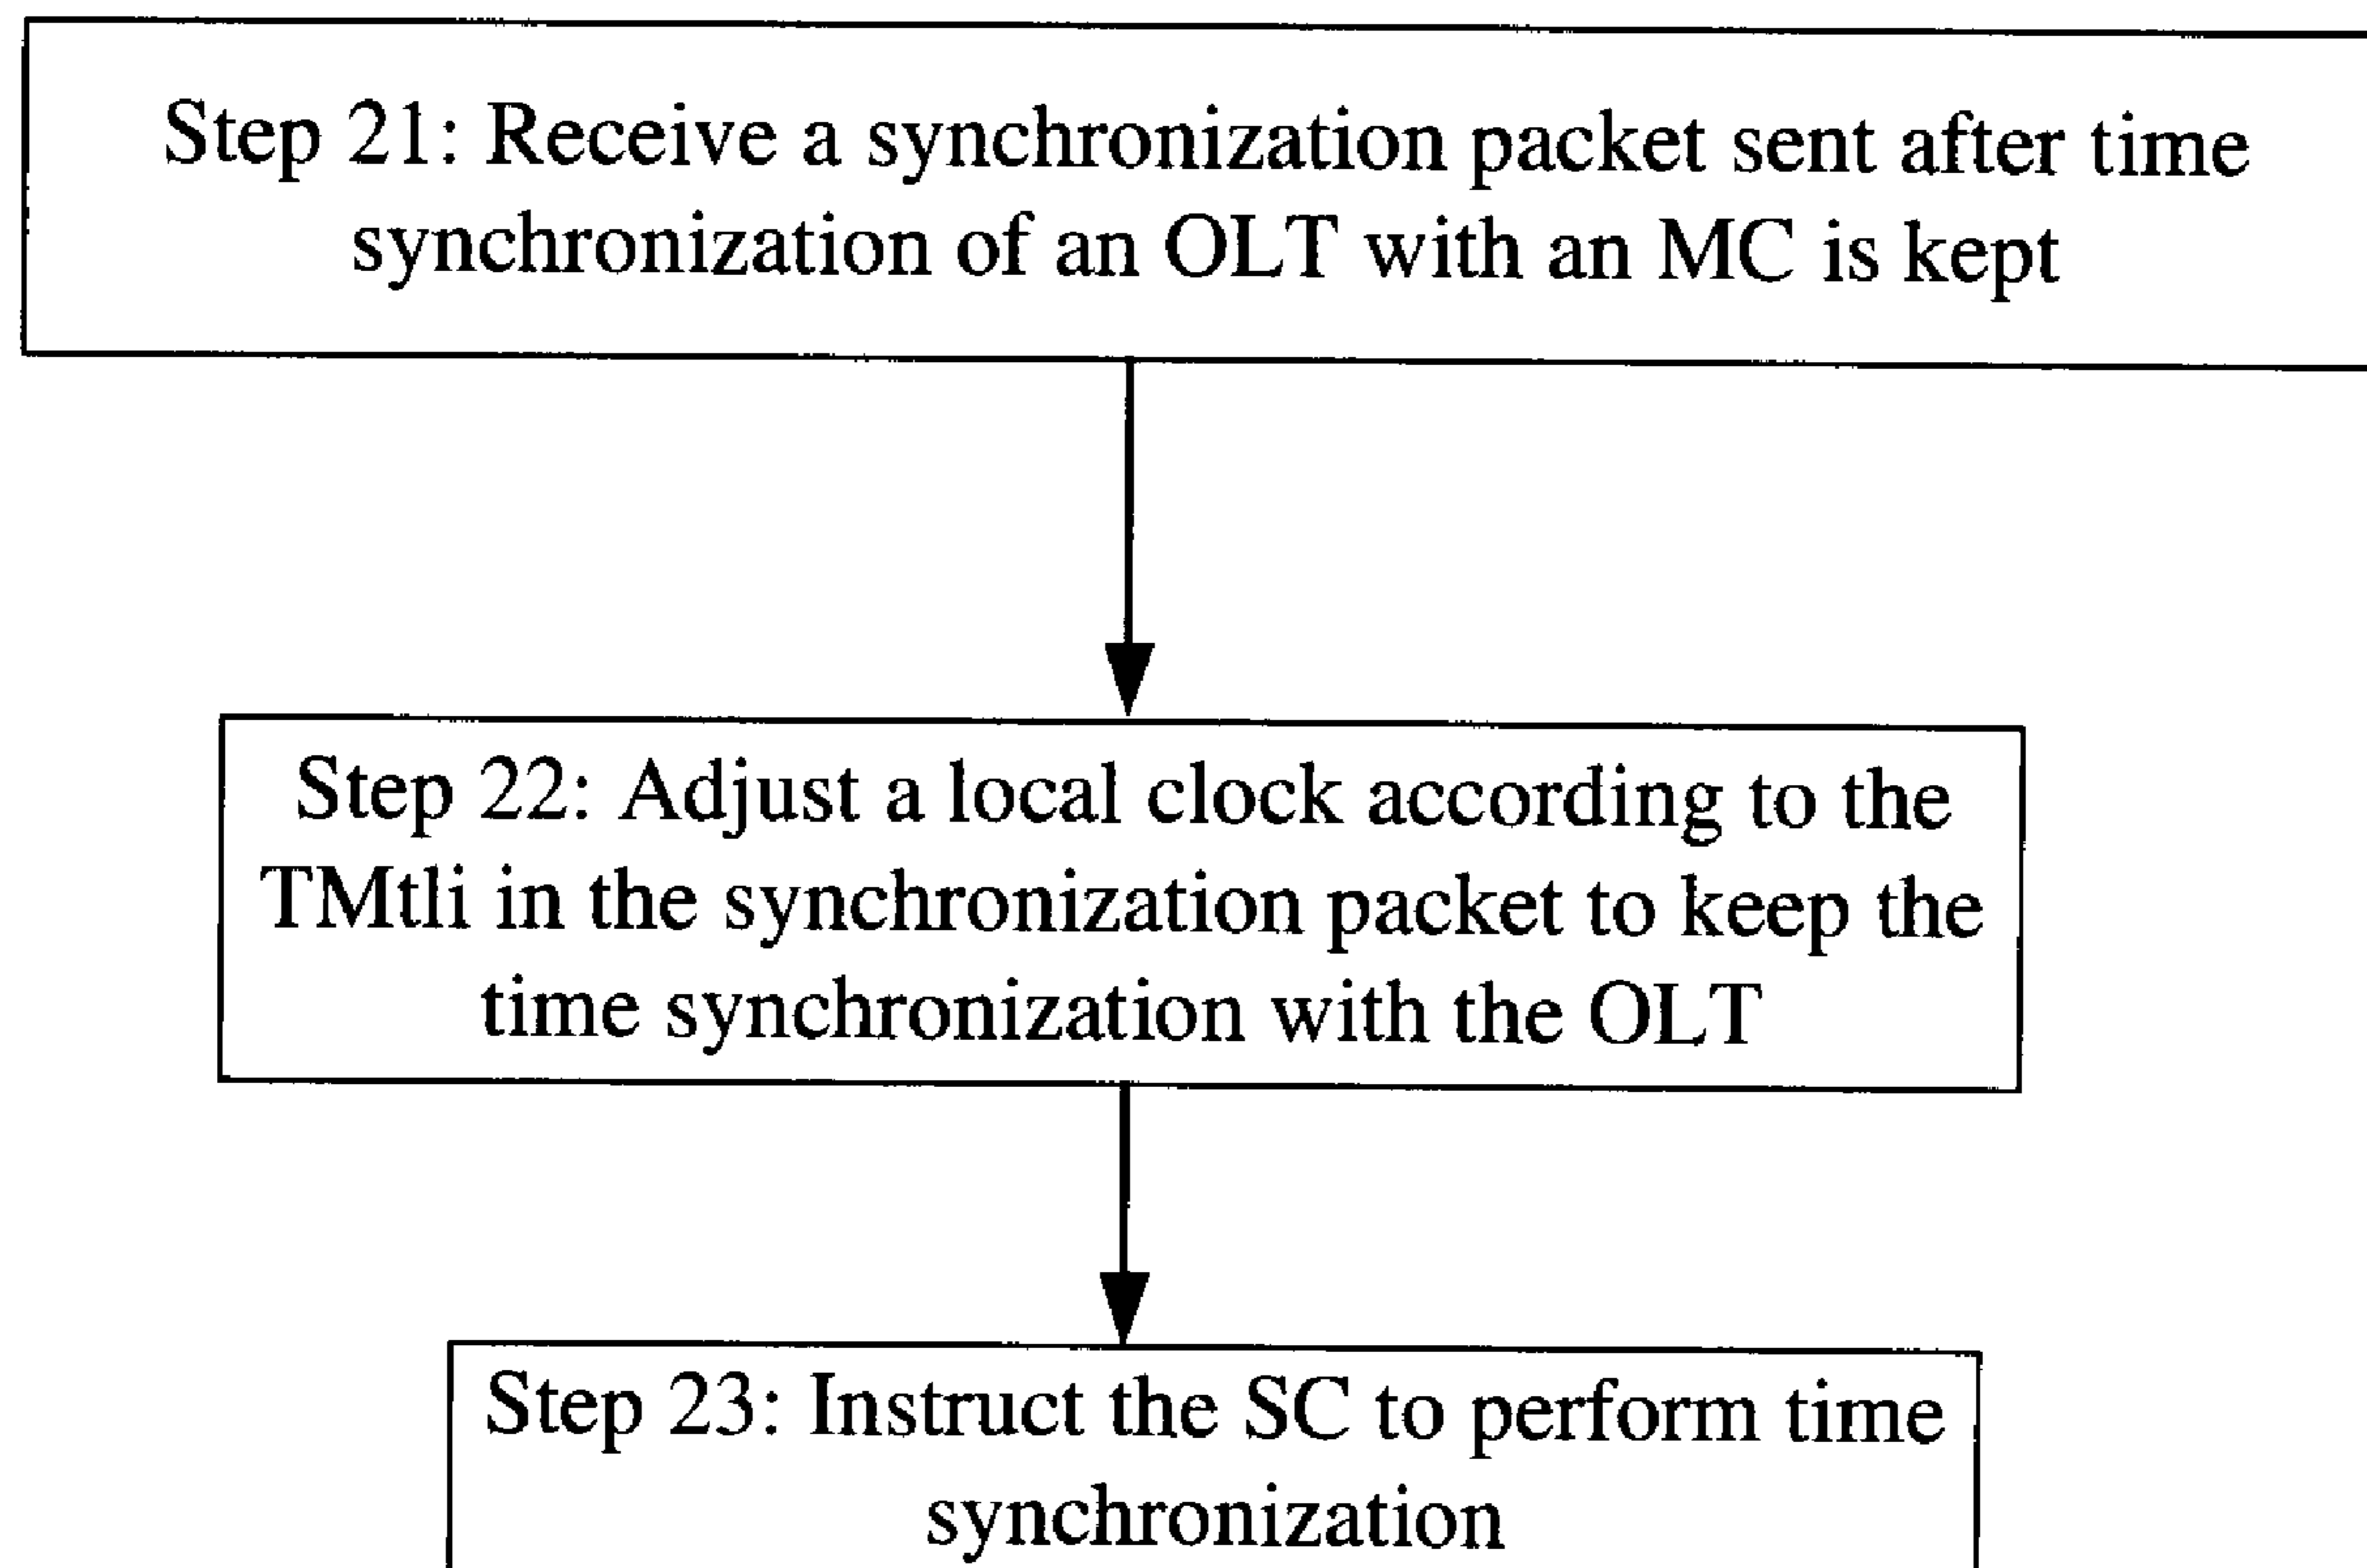 Step 21: Receive a synchronization packet sent after time
synchronization of an OLT with an MC is kept
Step 22: Adjust a local clock according to the
TMtli in the synchronization packet to keep the
time synchronization with the OLT
Step 23: Instruct the SC to perform time
synchronization